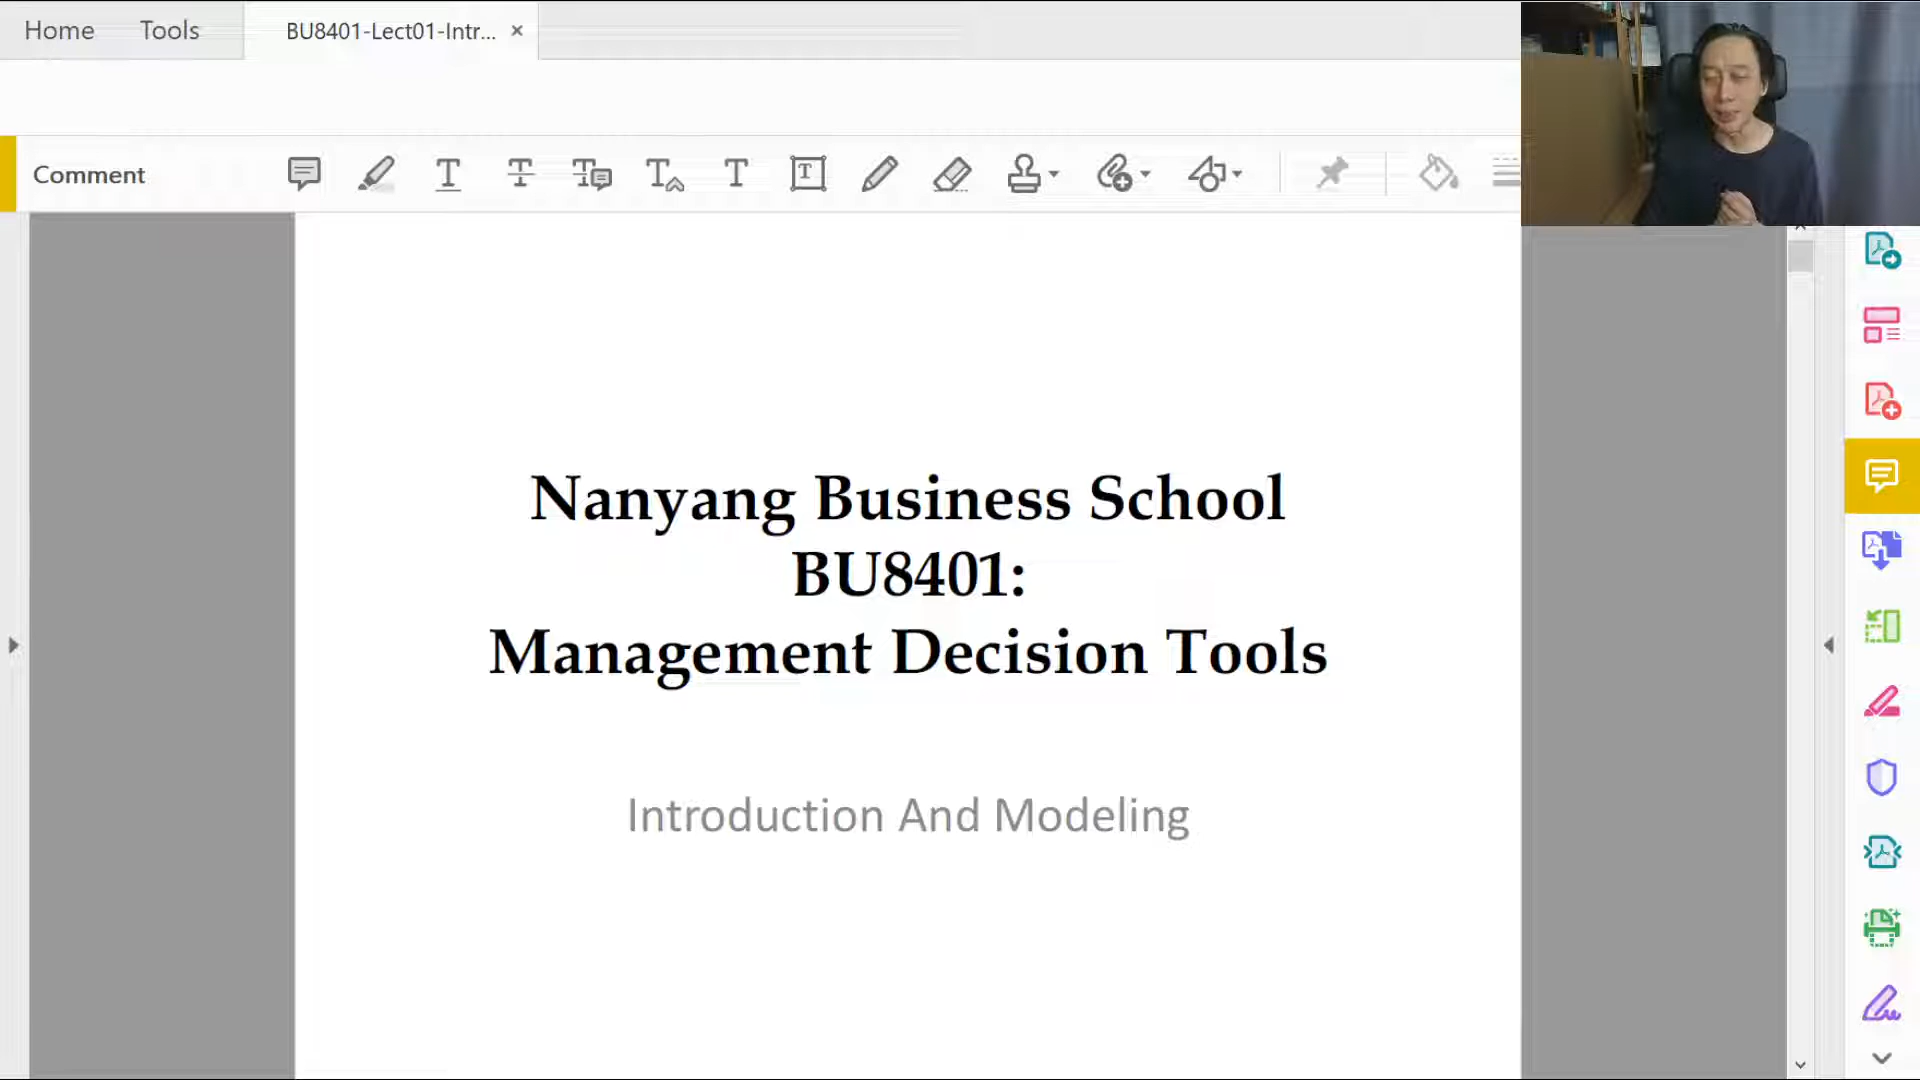 Home Tools BU8401-Lect01-Intr...
Comment
Nanyang Business School
BU8401:
Management Decision Tools
Introduction And Modeling